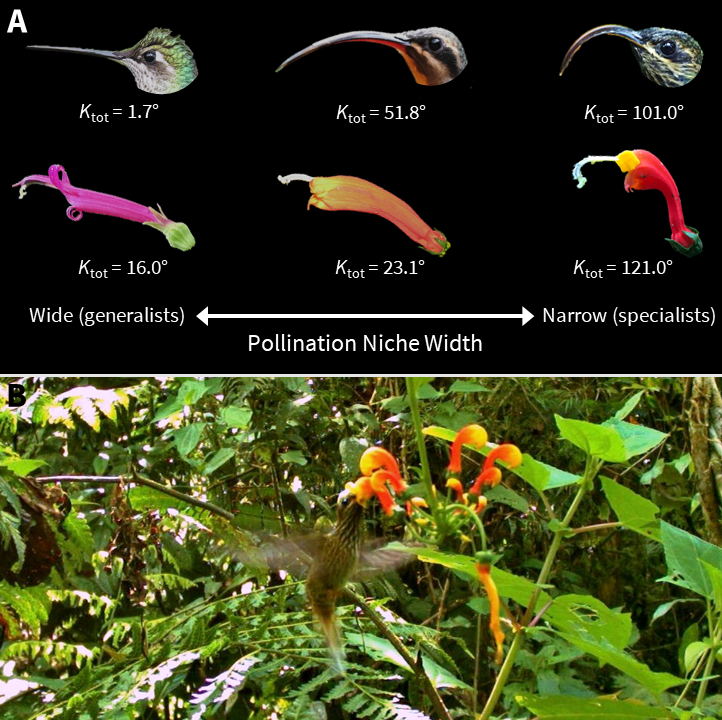 A
Ktot = 1.7°
Ktot = 51.8°
Ktot = 101.0°
Ktot = 16.0°
Ktot = 23.1°
Ktot = 121.0°
Wide (generalists)
Narrow (specialists)
Pollination Niche Width
B